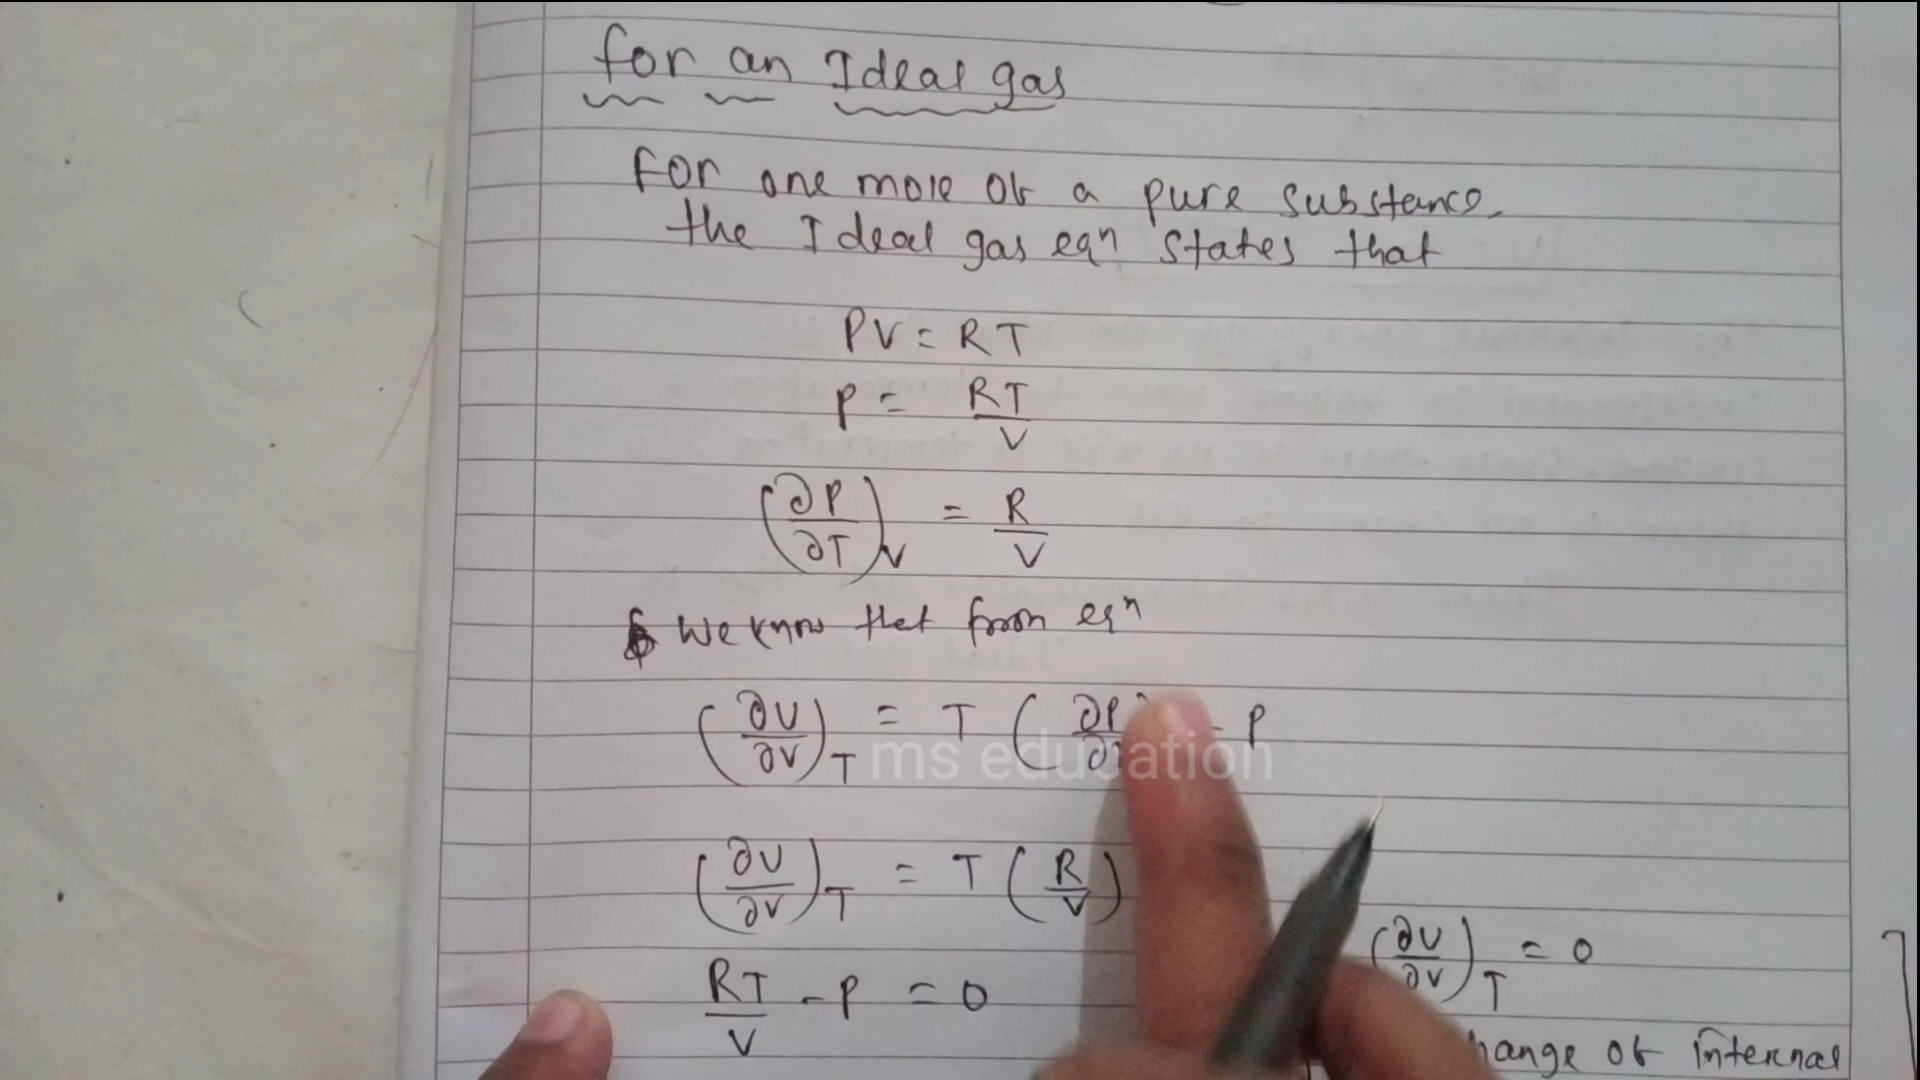 for an Ideal gas
For one mole of a pure substance
the Ideal gas eqn states that
PV = RT
P = RT/V
(∂P/∂T)V = R/V
We know that from eqn
(∂U/∂V)T = T (∂P - P
ms education
(∂U/∂V)T = T (R/V)
RT/V - P = 0
(∂U/∂V)T = 0
hange of internal